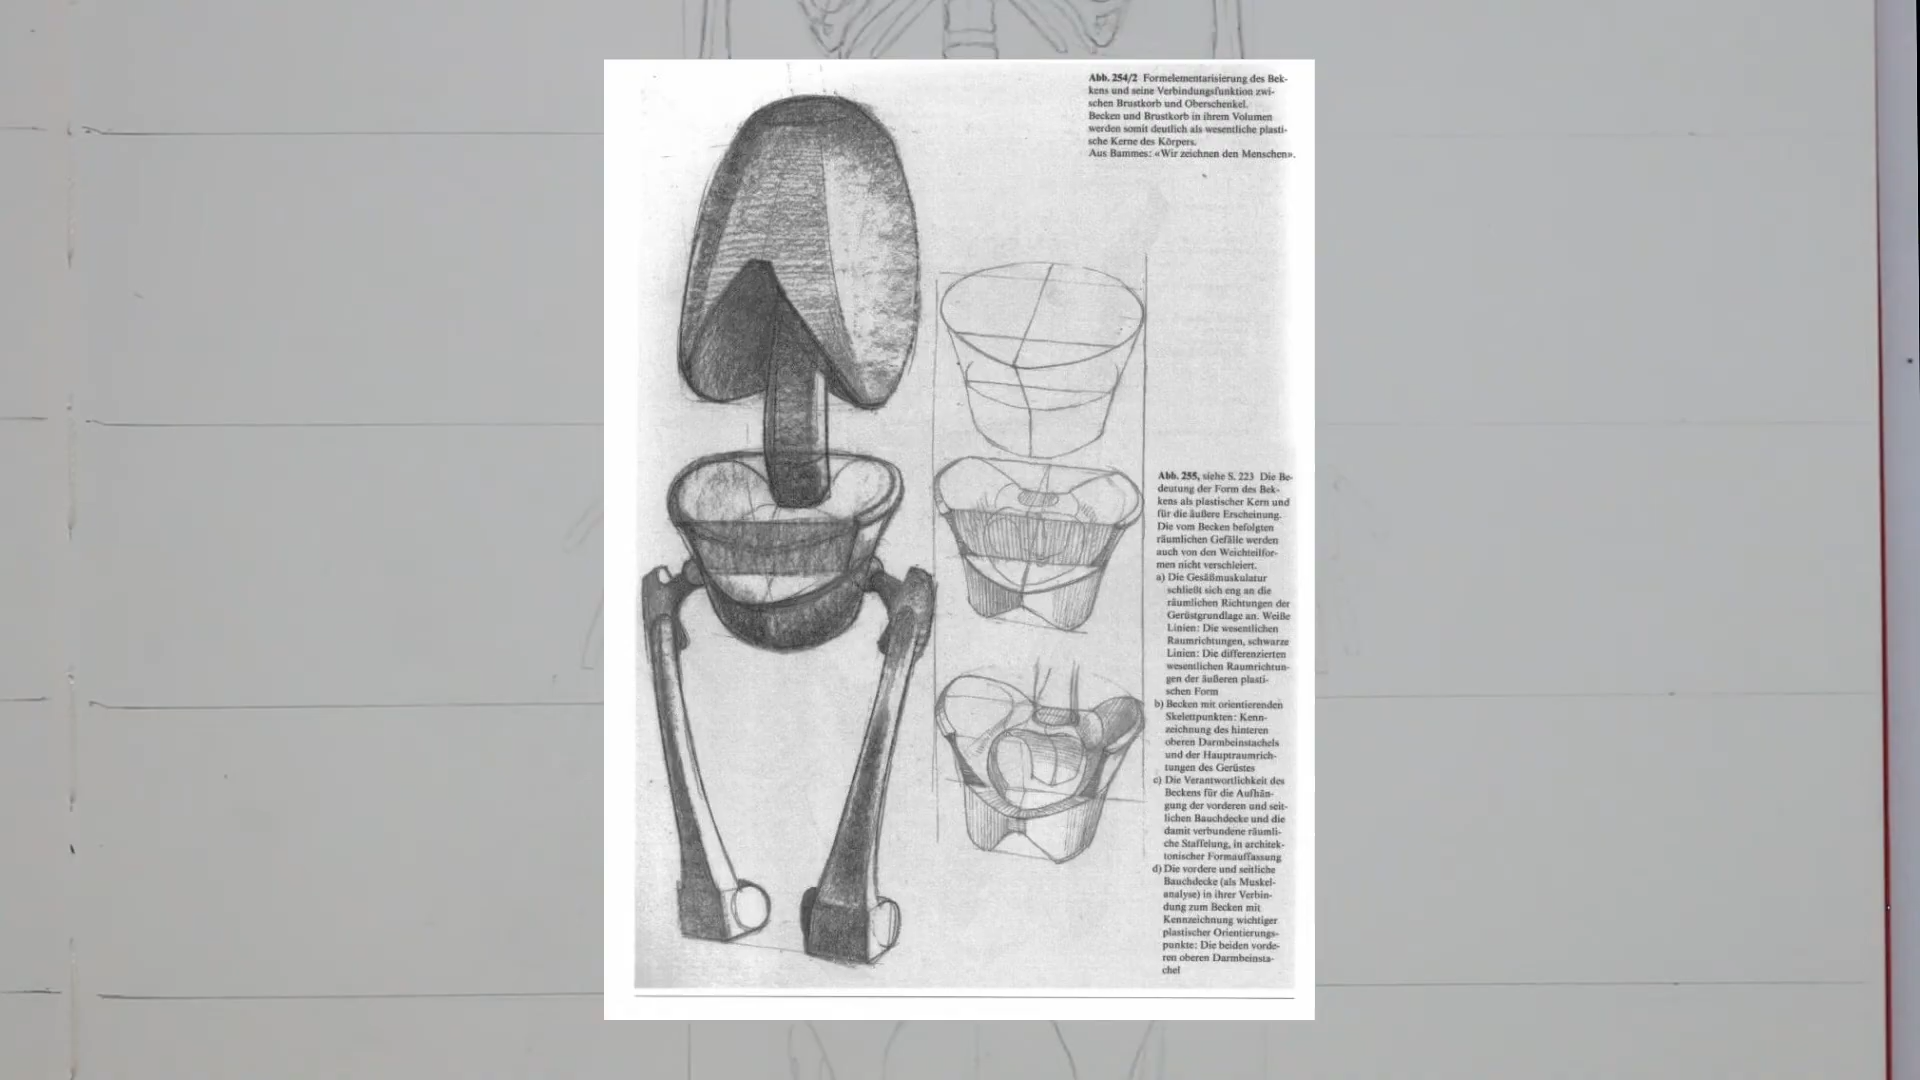 Abb. 254/2 Formelementarisierung des Bek-
kens und seine Verbindungsfunktion zwi-
schen Brustkorb und Oberschenkel.
Becken und Brustkorb in ihrem Volumen
werden somit deutlich als wesentliche plasti-
sche Kerne des Körpers.
Aus Bammes: «Wir zeichnen den Menschen».
Abb. 255, siehe S. 223 Die Be-
deutung der Form des Bek-
kens als plastischer Kern und
für die äußere Erscheinung.
Die vom Becken befolgten
räumlichen Gefälle werden
auch von den Weichteilfor-
men nicht verschleiert.
a) Die Gesäßmuskulatur
schließt sich eng an die
räumlichen Richtungen der
Gerüstgrundlage an. Weiße
Linien: Die wesentlichen
Raumrichtungen, schwarze
Linien: Die differenzierten
wesentlichen Raumrichtun-
gen der äußeren plasti-
schen Form
b) Becken mit orientierenden
Skelettpunkten: Kenn-
zeichnung des hinteren
oberen Darmbeinstachels
und der Hauptraumrich-
tungen des Gerüstes
c) Die Verantwortlichkeit des
Beckens für die Aufhän-
gung der vorderen und seit-
lichen Bauchdecke und die
damit verbundene räumli-
che Staffelung, in architek-
tonischer Formauffassung
d) Die vordere und seitliche
Bauchdecke (als Muskel-
analyse) in ihrer Verbin-
dung zum Becken mit
Kennzeichnung wichtiger
plastischer Orientierungs-
punkte: Die beiden vorde-
ren oberen Darmbeinsta-
chel